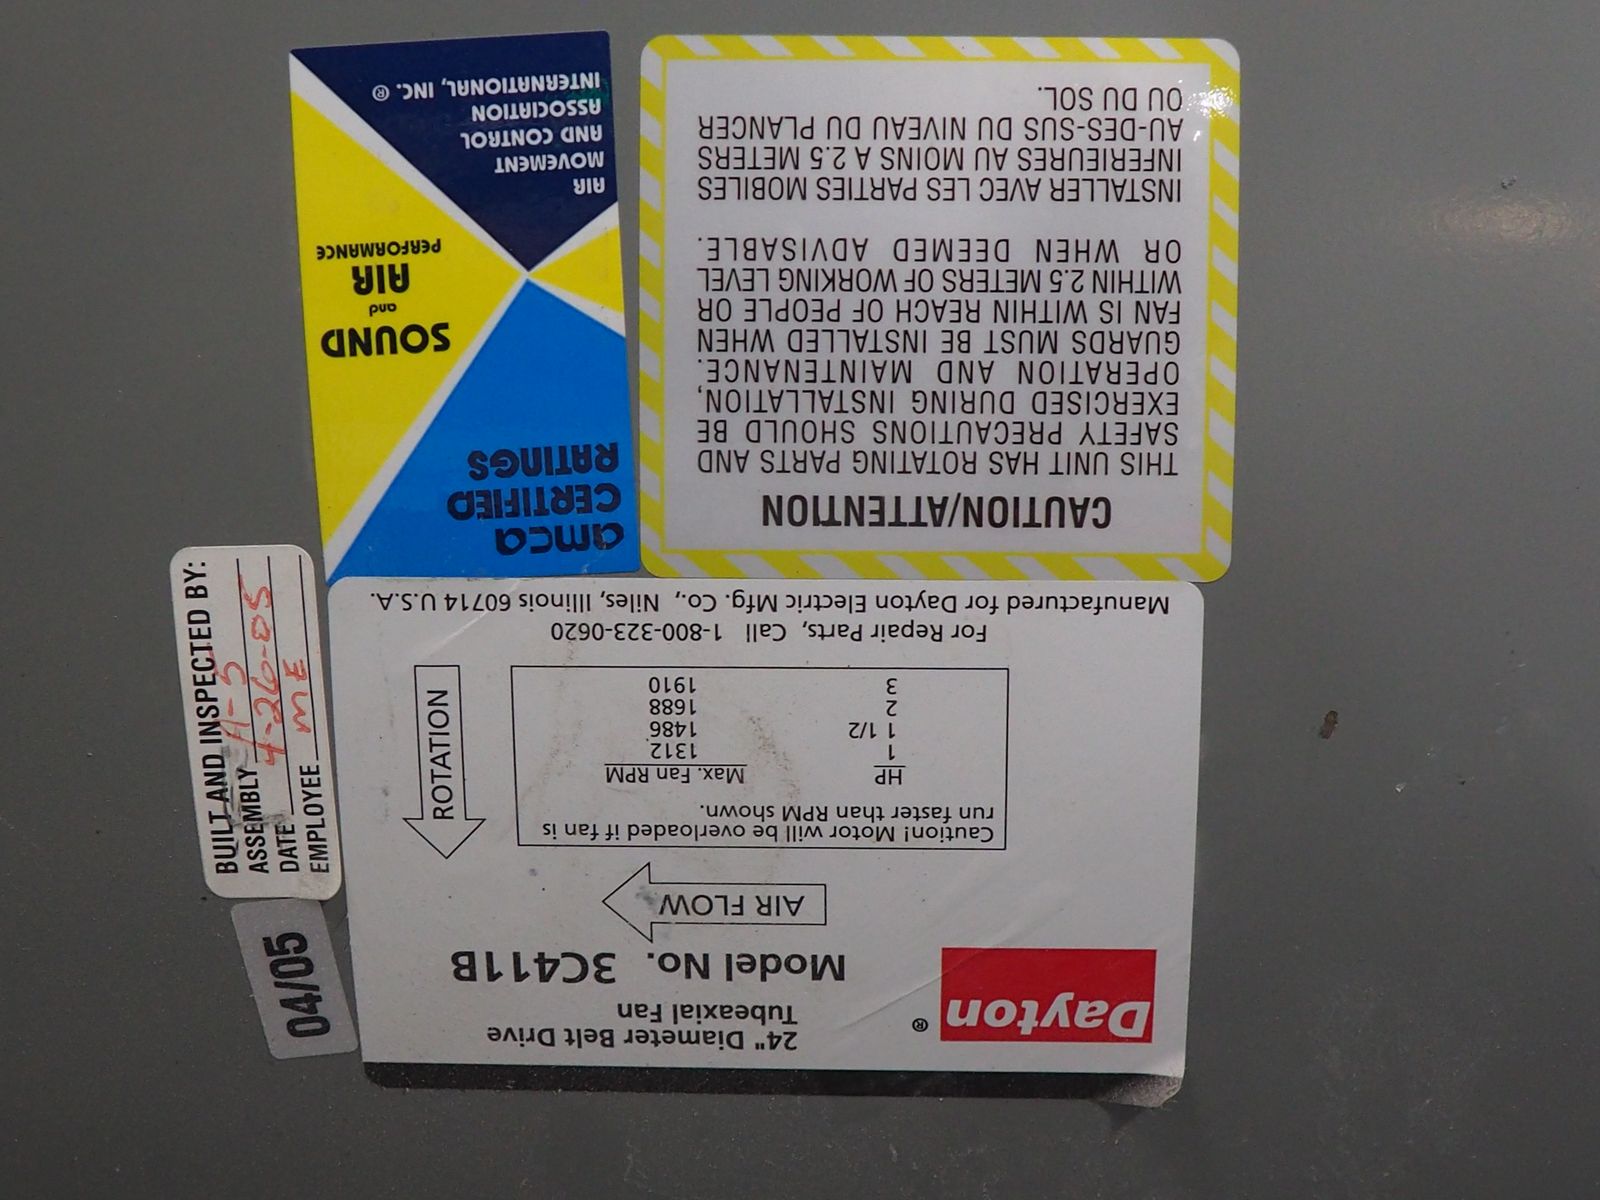 Dayton ®
24" Diameter Belt Drive
Tubeaxial Fan
Model No. 3C411B
AIR FLOW
Caution! Motor will be overloaded if fan is
run faster than RPM shown.
HP Max. Fan RPM
1 1312
1 1/2 1486
2 1688
3 1910
ROTATION
For Repair Parts, Call 1-800-323-0620
Manufactured for Dayton Electric Mfg. Co., Niles, Illinois 60714 U.S.A.
04/05
BUILT AND INSPECTED BY:
ASSEMBLY
DATE 4-26-05
EMPLOYEE ME
CAUTION/ATTENTION
THIS UNIT HAS ROTATING PARTS AND
SAFETY PRECAUTIONS SHOULD BE
EXERCISED DURING INSTALLATION,
OPERATION AND MAINTENANCE.
GUARDS MUST BE INSTALLED WHEN
FAN IS WITHIN REACH OF PEOPLE OR
WITHIN 2.5 METERS OF WORKING LEVEL
OR WHEN DEEMED ADVISABLE.
INSTALLER AVEC LES PARTIES MOBILES
INFERIEURES AU MOINS A 2.5 METERS
AU-DES-SUS DU NIVEAU DU PLANCER
OU DU SOL.
amca
CERTIFIED
RATINGS
SOUND
and
AIR
PERFORMANCE
AIR
MOVEMENT
AND CONTROL
ASSOCIATION
INTERNATIONAL, INC. ®